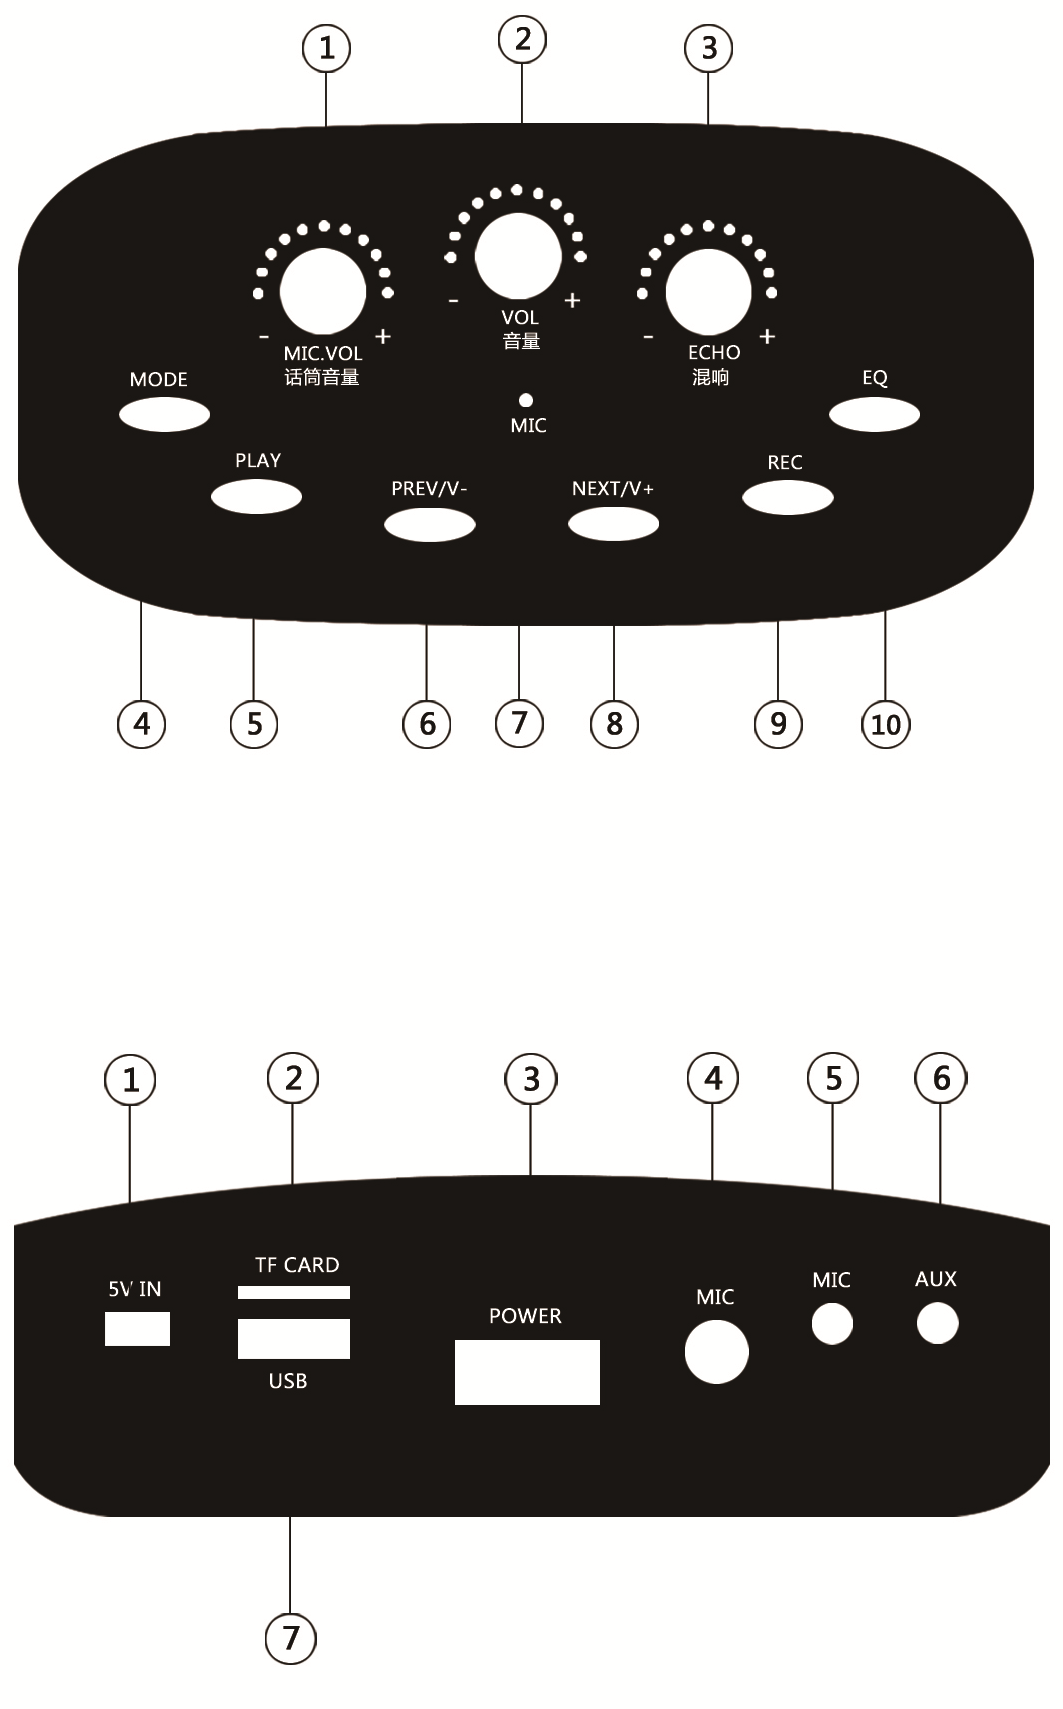 1 2 3
- +
VOL
音量
- +
MIC.VOL
话筒音量
- +
ECHO
混响
MODE
EQ
MIC
PLAY
REC
PREV/V-
NEXT/V+
4 5 6 7 8 9 10
1 2 3 4 5 6
5V IN
TF CARD
USB
POWER
MIC
MIC
AUX
7